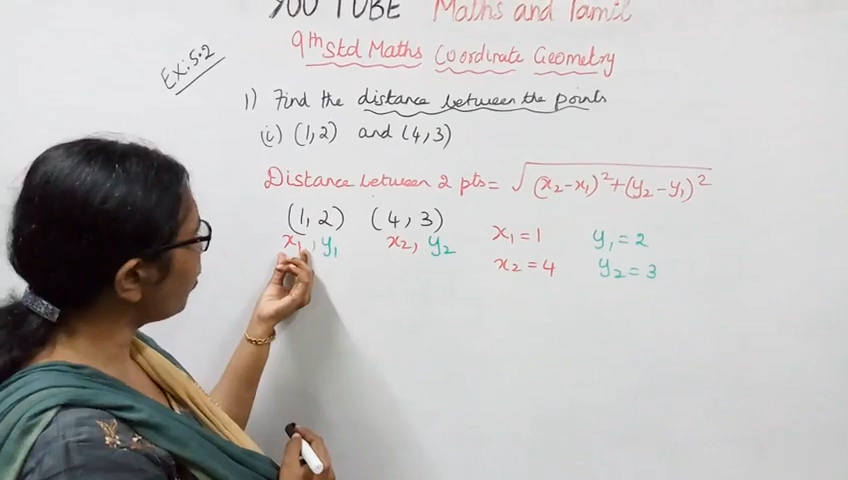 YOU TUBE Maths and Tamil
9th Std Maths Coordinate Geometry
Ex: 5.2
1) Find the distance between the points
(i) (1,2) and (4,3)
Distance between 2 pts = √(x₂-x₁)²+(y₂-y₁)²
(1,2) (4,3)
x₁,y₁ x₂,y₂
x₁=1 y₁=2
x₂=4 y₂=3